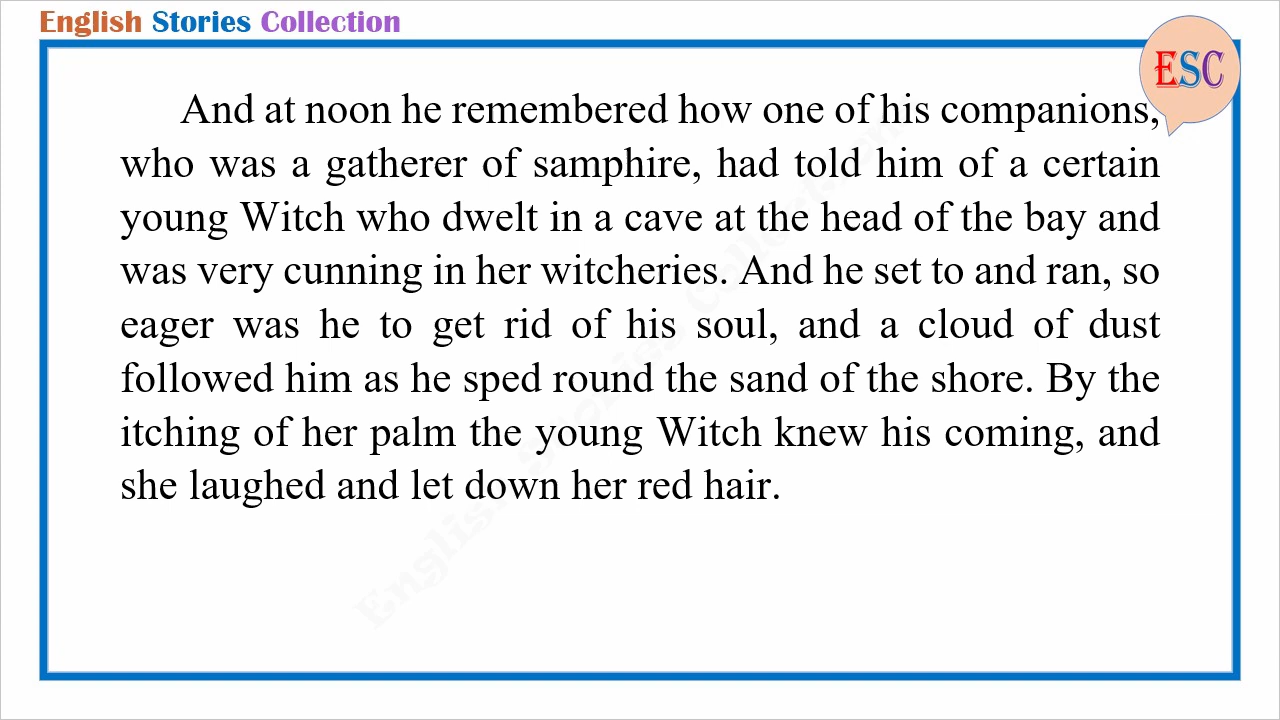 English Stories Collection
ESC
And at noon he remembered how one of his companions,
who was a gatherer of samphire, had told him of a certain
young Witch who dwelt in a cave at the head of the bay and
was very cunning in her witcheries. And he set to and ran, so
eager was he to get rid of his soul, and a cloud of dust
followed him as he sped round the sand of the shore. By the
itching of her palm the young Witch knew his coming, and
she laughed and let down her red hair.
English Stories Collection